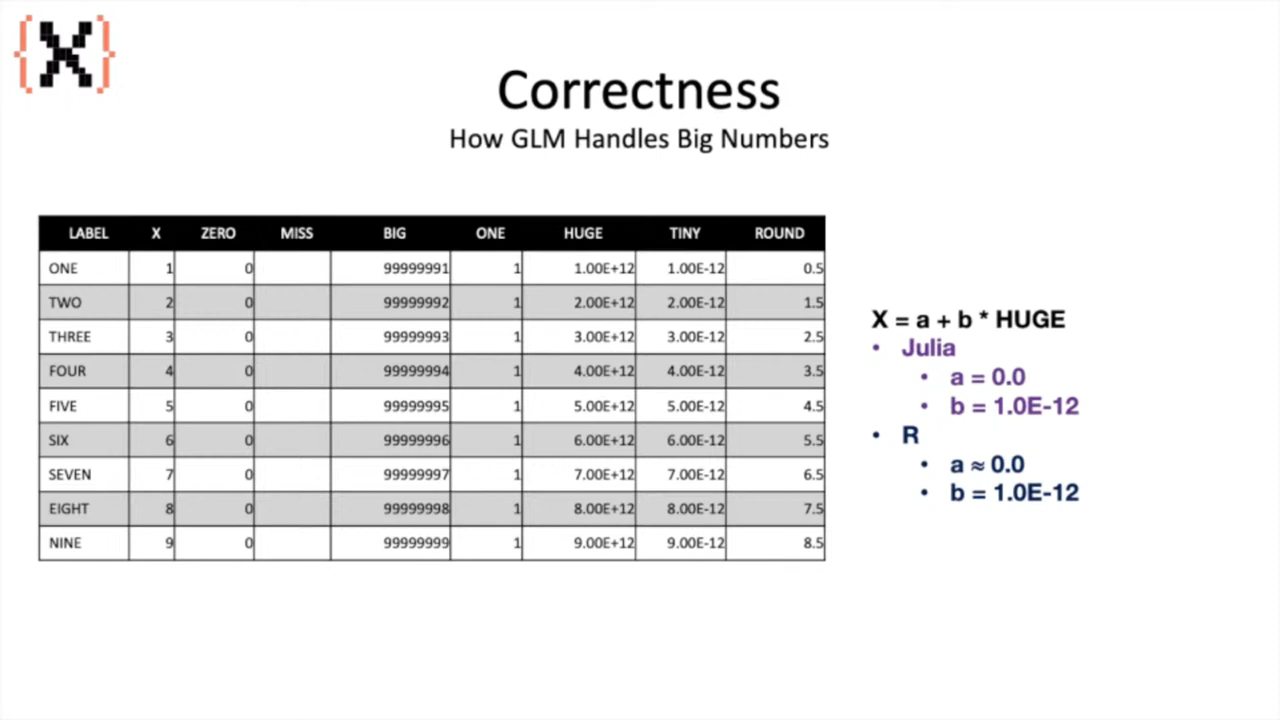 {X}
Correctness
How GLM Handles Big Numbers
LABEL X ZERO MISS BIG ONE HUGE TINY ROUND
ONE 1 0 99999991 1 1.00E+12 1.00E-12 0.5
TWO 2 0 99999992 1 2.00E+12 2.00E-12 1.5
THREE 3 0 99999993 1 3.00E+12 3.00E-12 2.5
FOUR 4 0 99999994 1 4.00E+12 4.00E-12 3.5
FIVE 5 0 99999995 1 5.00E+12 5.00E-12 4.5
SIX 6 0 99999996 1 6.00E+12 6.00E-12 5.5
SEVEN 7 0 99999997 1 7.00E+12 7.00E-12 6.5
EIGHT 8 0 99999998 1 8.00E+12 8.00E-12 7.5
NINE 9 0 99999999 1 9.00E+12 9.00E-12 8.5
X = a + b * HUGE
• Julia
• a = 0.0
• b = 1.0E-12
• R
• a ≈ 0.0
• b = 1.0E-12